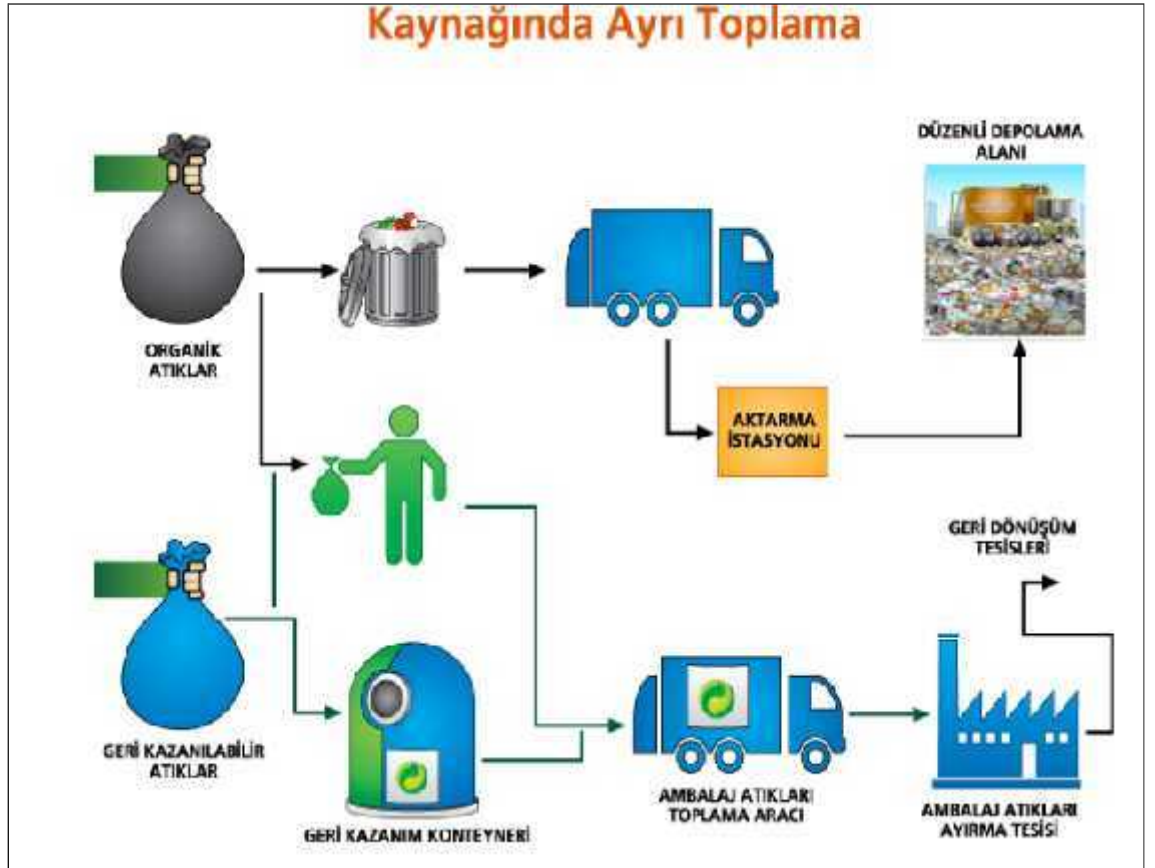 Kaynağında Ayrı Toplama
DÜZENLİ DEPOLAMA
ALANI
ORGANİK
ATIKLAR
AKTARMA
İSTASYONU
GERİ DÖNÜŞÜM
TESİSLERİ
GERİ KAZANILABİLİR
ATIKLAR
GERİ KAZANIM KONTEYNERİ
AMBALAJ ATIKLARI
TOPLAMA ARACI
AMBALAJ ATIKLARI
AYIRMA TESİSİ